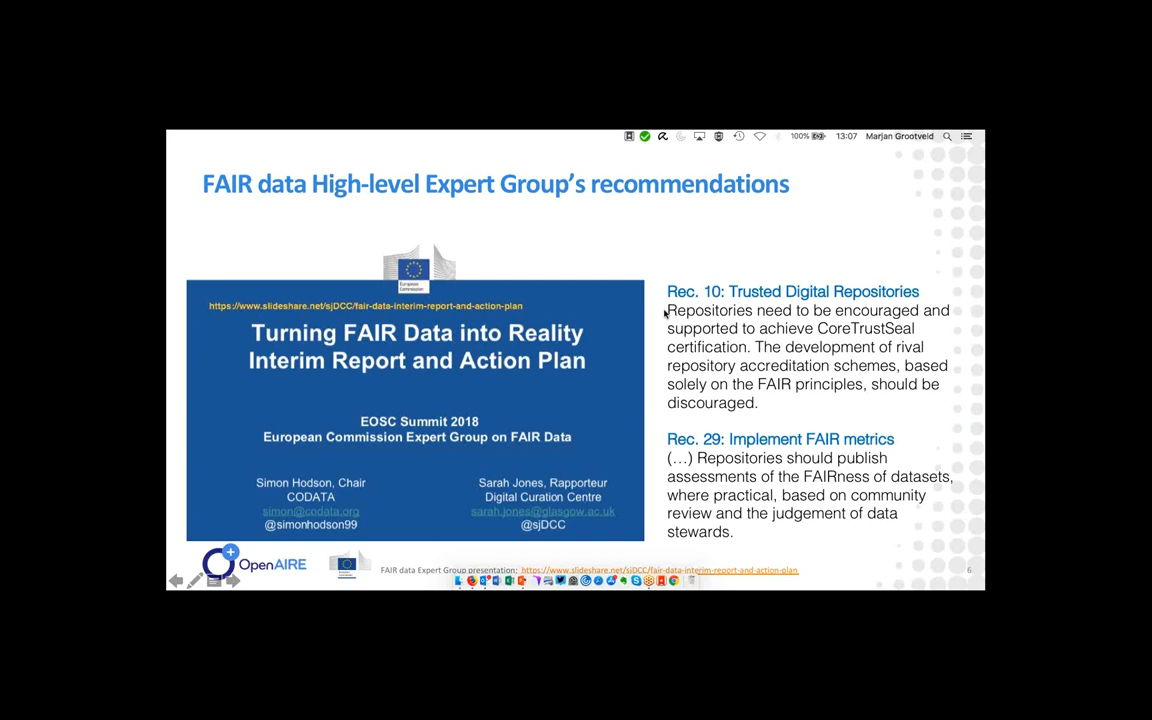 100% 13:07 Marjan Grootveld
FAIR data High-level Expert Group's recommendations
European
Commission
https://www.slideshare.net/sjDCC/fair-data-interim-report-and-action-plan
Turning FAIR Data into Reality
Interim Report and Action Plan
EOSC Summit 2018
European Commission Expert Group on FAIR Data
Simon Hodson, Chair
CODATA
simon@codata.org
@simonhodson99
Sarah Jones, Rapporteur
Digital Curation Centre
sarah.jones@glasgow.ac.uk
@sjDCC
Rec. 10: Trusted Digital Repositories
Repositories need to be encouraged and
supported to achieve CoreTrustSeal
certification. The development of rival
repository accreditation schemes, based
solely on the FAIR principles, should be
discouraged.
Rec. 29: Implement FAIR metrics
(…) Repositories should publish
assessments of the FAIRness of datasets,
where practical, based on community
review and the judgement of data
stewards.
OpenAIRE
FAIR data Expert Group presentation: https://www.slideshare.net/sjDCC/fair-data-interim-report-and-action-plan
6